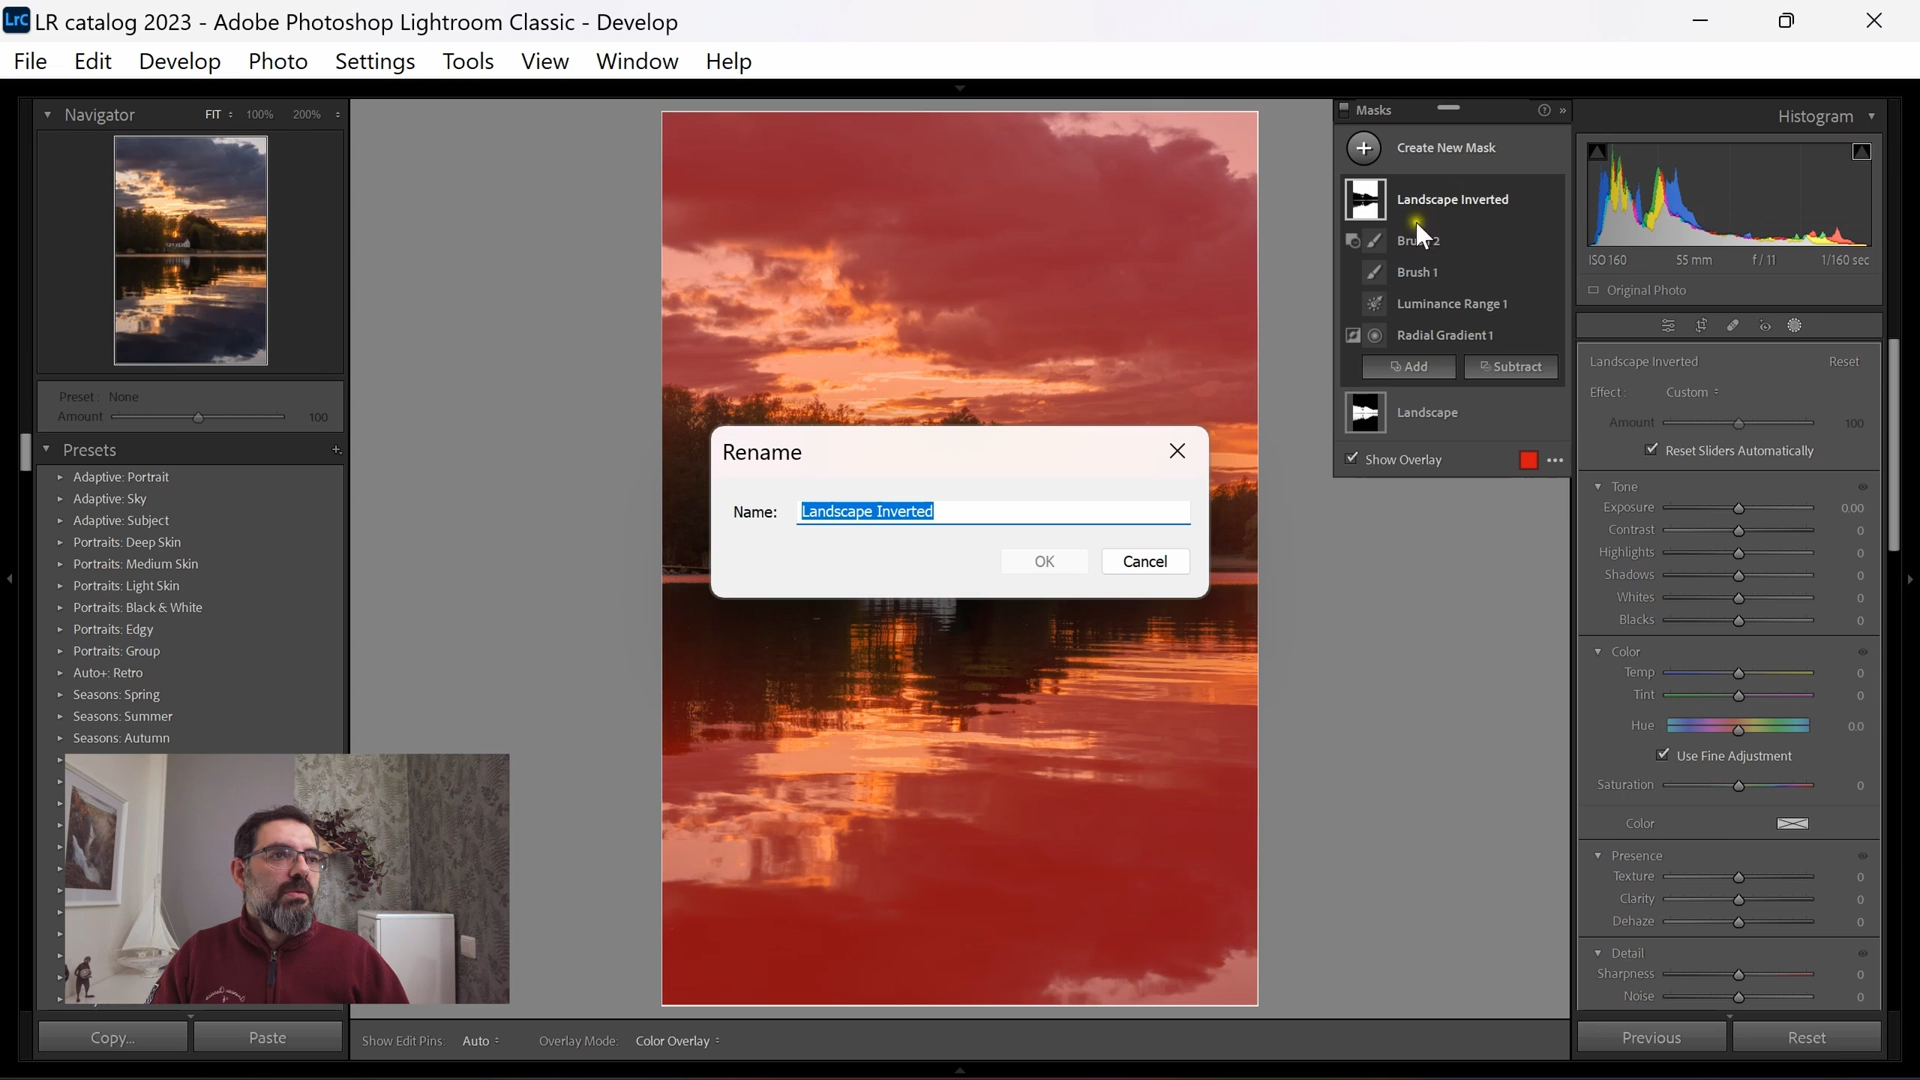 LrC LR catalog 2023 - Adobe Photoshop Lightroom Classic - Develop
File Edit Develop Photo Settings Tools View Window Help
Navigator FIT 100% 200%
Preset: None
Amount 100
Presets
Adaptive: Portrait
Adaptive: Sky
Adaptive: Subject
Portraits: Deep Skin
Portraits: Medium Skin
Portraits: Light Skin
Portraits: Black & White
Portraits: Edgy
Portraits: Group
Auto+: Retro
Seasons: Spring
Seasons: Summer
Seasons: Autumn
Copy... Paste
Rename
Name: Landscape Inverted
OK Cancel
Show Edit Pins: Auto Overlay Mode: Color Overlay
Masks
Create New Mask
Landscape Inverted
2
Brush 1
Luminance Range 1
Radial Gradient 1
Add Subtract
Landscape
Show Overlay
Histogram
ISO 160 55 mm f / 11 1/160 sec
Original Photo
Landscape Inverted Reset
Effect: Custom
Amount 100
Reset Sliders Automatically
Tone
Exposure 0.00
Contrast 0
Highlights 0
Shadows 0
Whites 0
Blacks 0
Color
Temp 0
Tint 0
Hue 0.0
Use Fine Adjustment
Saturation 0
Color
Presence
Texture 0
Clarity 0
Dehaze 0
Detail
Sharpness 0
Noise 0
Previous Reset